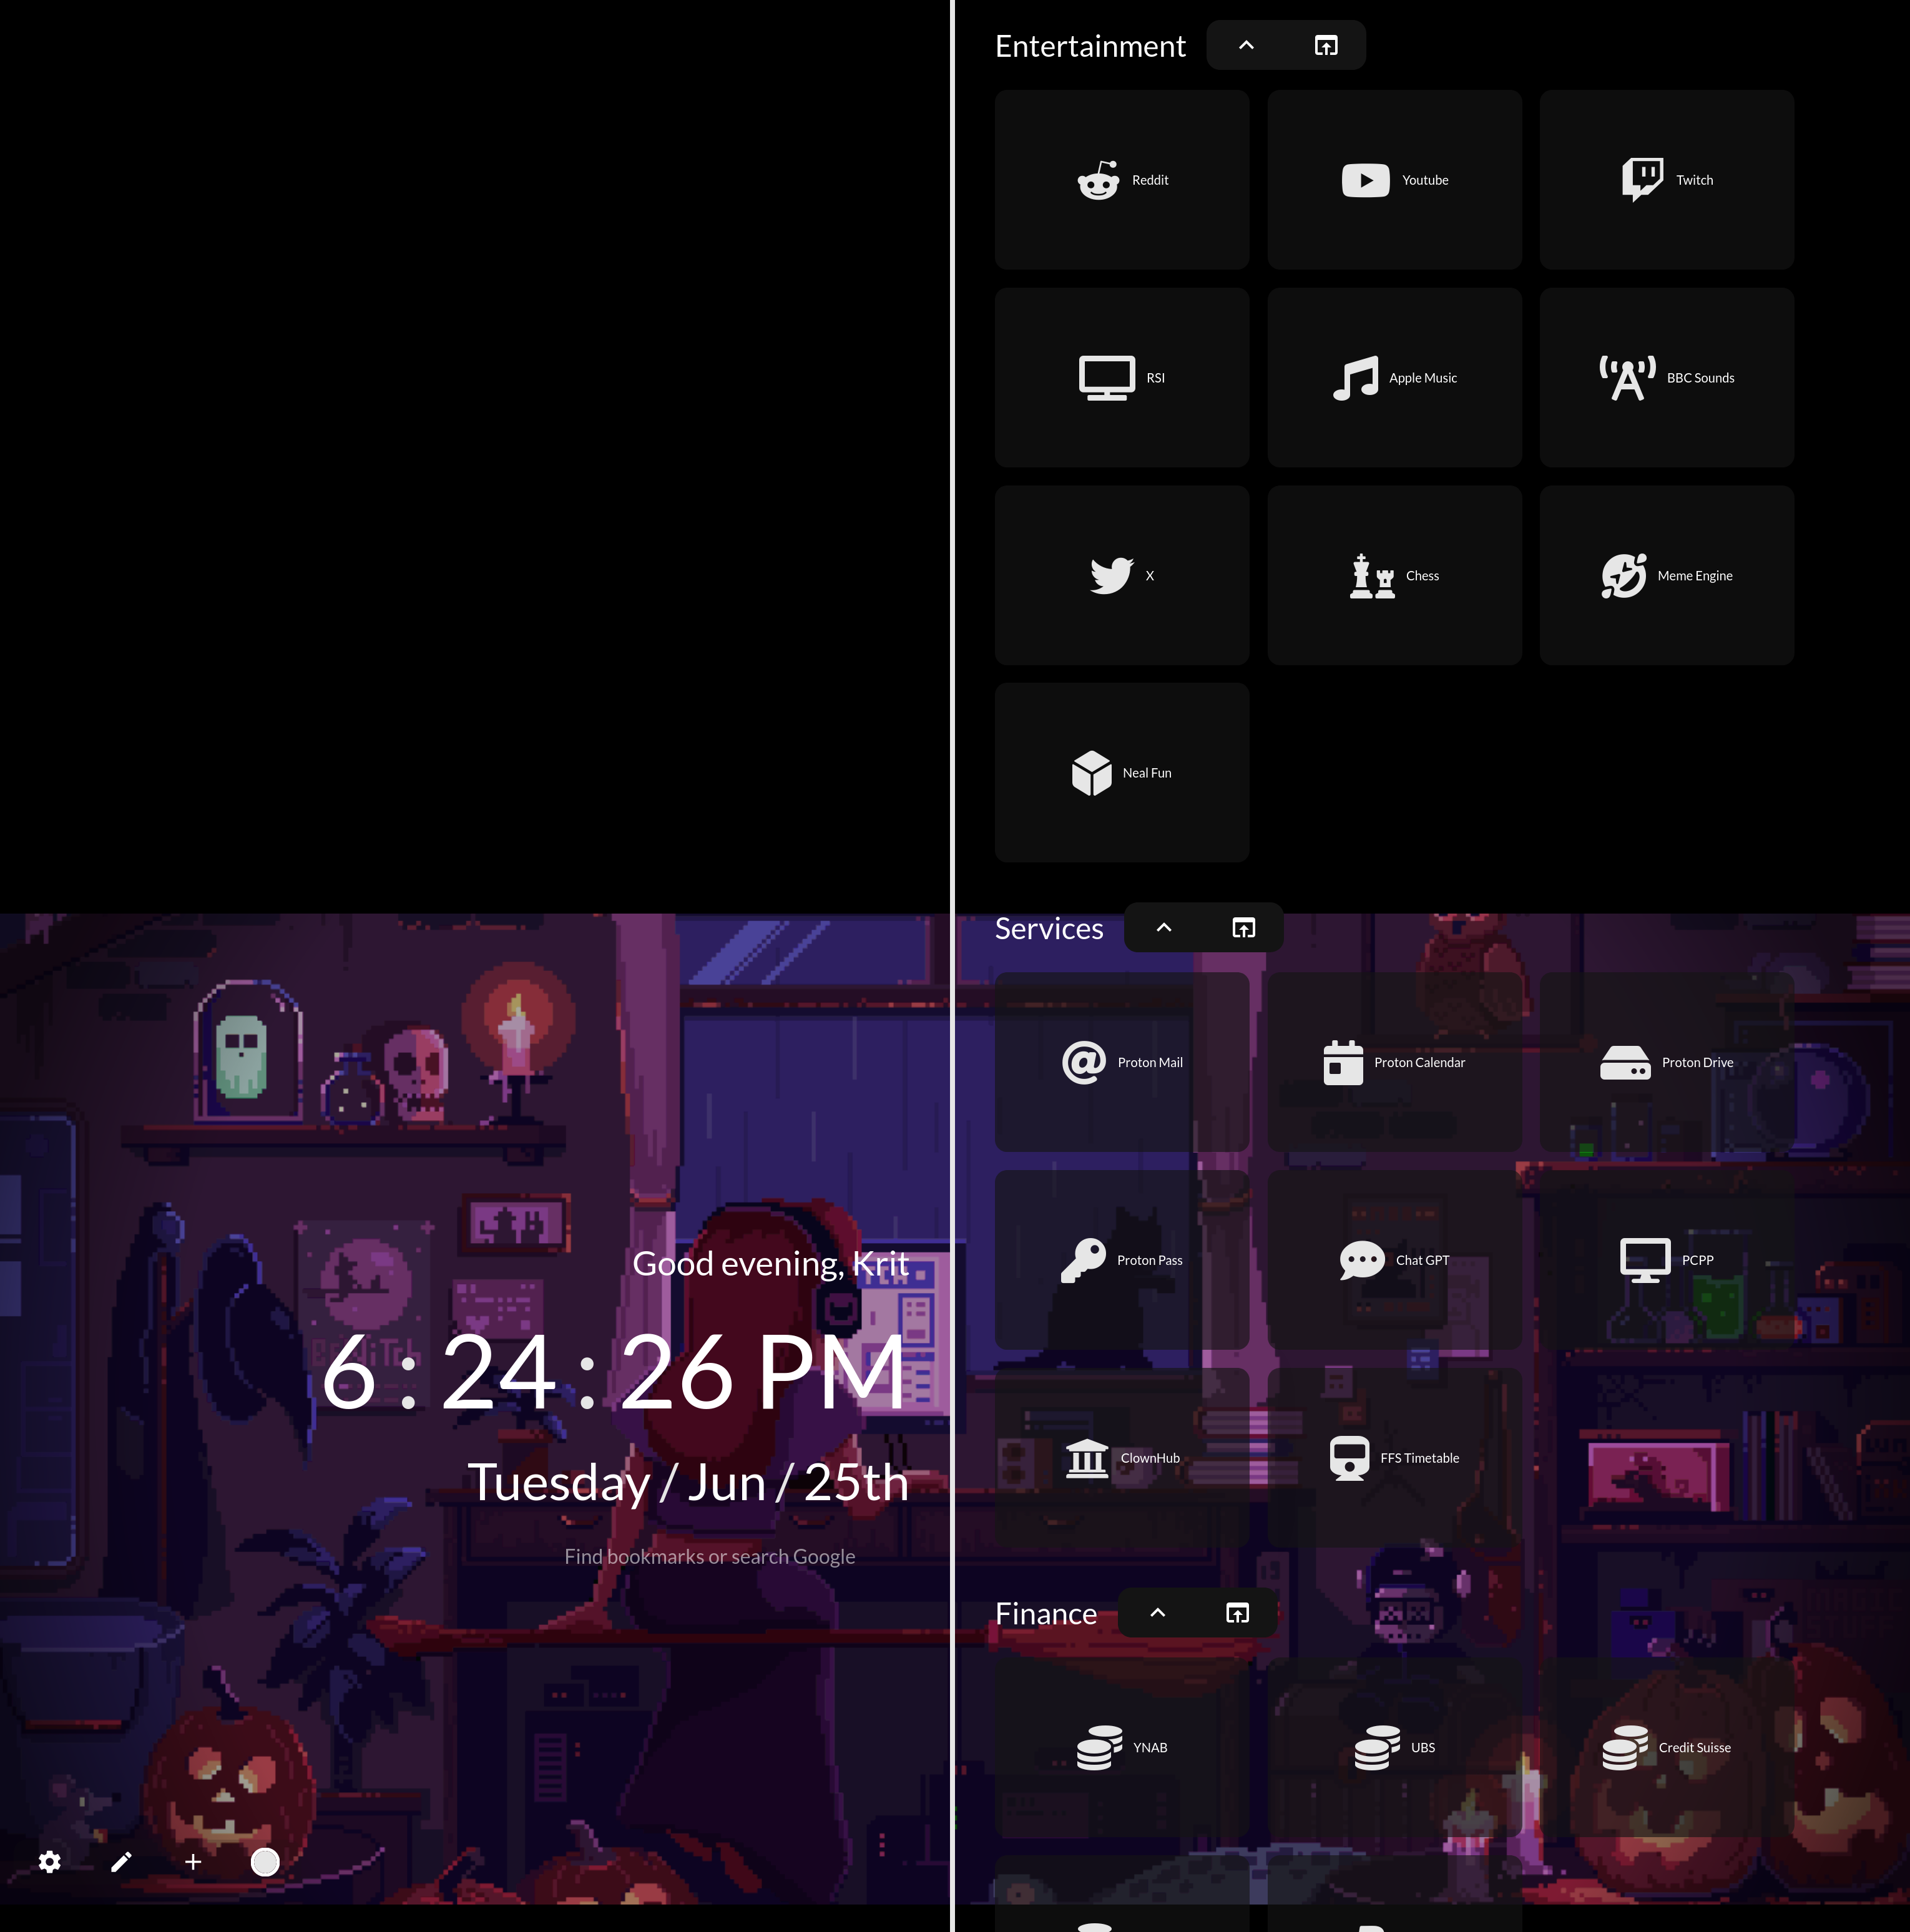 Entertainment
Reddit
Youtube
Twitch
RSI
Apple Music
BBC Sounds
X
Chess
Meme Engine
Neal Fun
Services
Proton Mail
Proton Calendar
Proton Drive
Proton Pass
Chat GPT
PCPP
ClownHub
FFS Timetable
Finance
YNAB
UBS
Credit Suisse
Good evening, Krit
6 : 24 : 26 PM
Tuesday / Jun / 25th
Find bookmarks or search Google